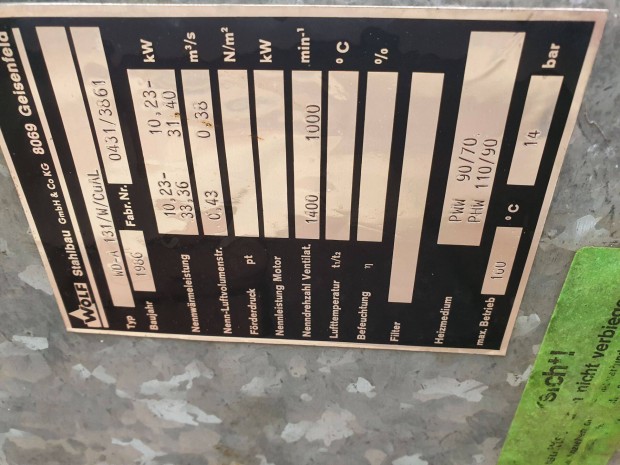 WOLF Stahlbau GmbH & Co KG 8069 Geisenfeld
Typ WD-A 131/W/CUAL
Baujahr 1986 Fabr.Nr. 0431/3861
Nennwärmeleistung 10,23-33,36 10,23-31,40 kW
Nenn-Luftvolumenstr. 0,43 0,38 m³/s
Förderdruck pt N/m²
Nennleistung Motor kW
Nenndrehzahl Ventilat. 1400 1000 min⁻¹
Lufttemperatur t₁/t₂ °C
Befeuchtung η %
Filter
Heizmedium PWW 90/70
PHW 110/90
max. Betrieb 160 °C 14 bar
sicht!
nicht verbie